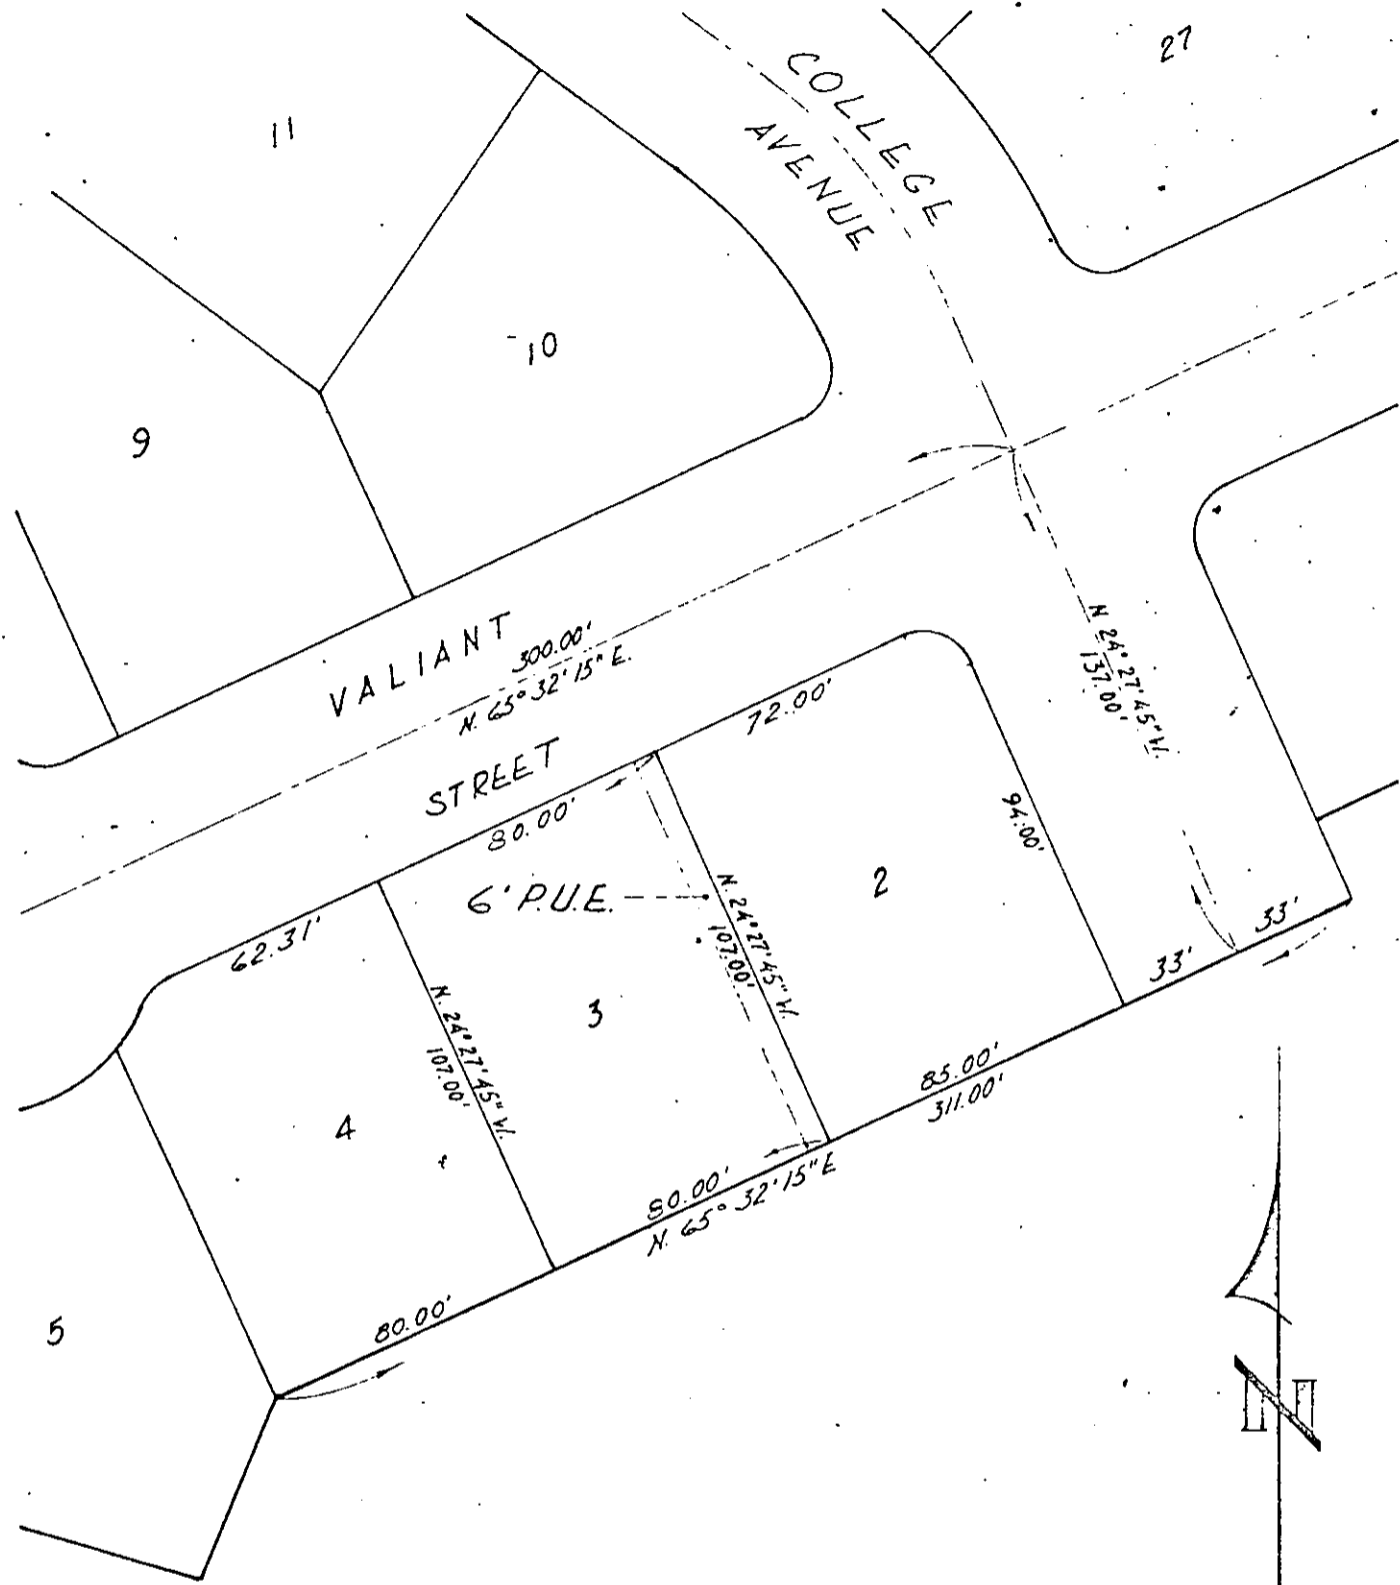 27
COLLEGE
AVENUE
11
10
9
VALIANT
STREET
300.00'
N. 65° 32' 15" E.
N 24° 27' 45" W.
137.00'
72.00'
80.00'
62.31'
6' P.U.E.
94.00'
2
N. 24° 27' 45" W.
107.00'
3
N. 24° 27' 45" W.
107.00'
4
33'
33'
85.00'
311.00'
80.00'
N. 65° 32' 15" E
80.00'
5
N